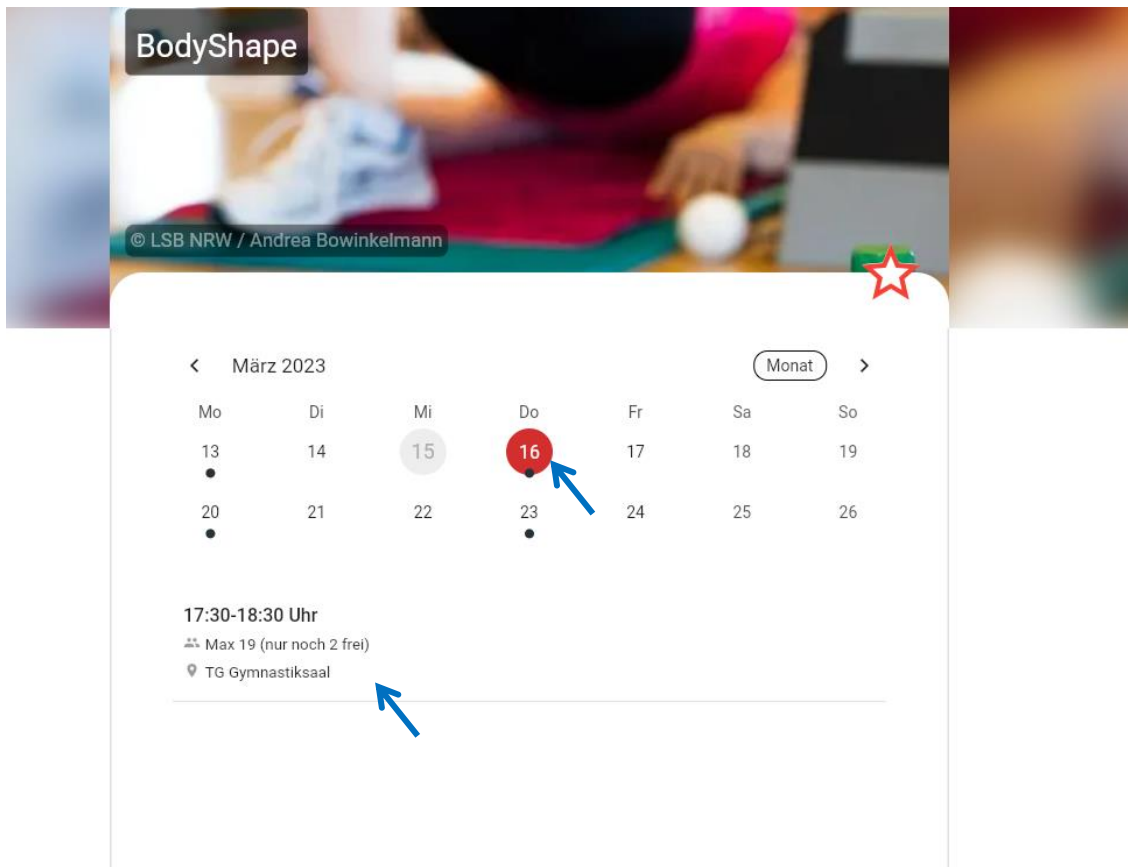 BodyShape
© LSB NRW / Andrea Bowinkelmann
März 2023 Monat
Mo Di Mi Do Fr Sa So
13 14 15 16 17 18 19
20 21 22 23 24 25 26
17:30-18:30 Uhr
Max 19 (nur noch 2 frei)
TG Gymnastiksaal